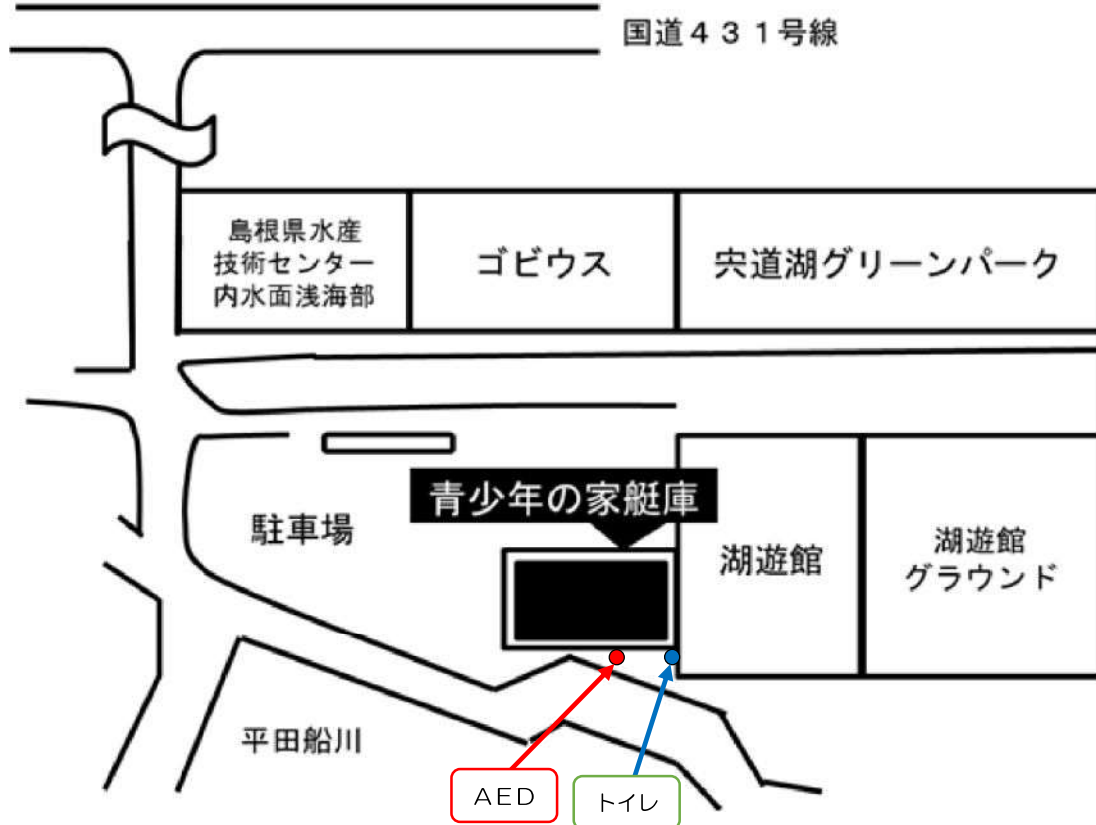 国道４３１号線
島根県水産
技術センター
内水面浅海部
ゴビウス
宍道湖グリーンパーク
青少年の家艇庫
駐車場
湖遊館
湖遊館
グラウンド
平田船川
ＡＥＤ
トイレ